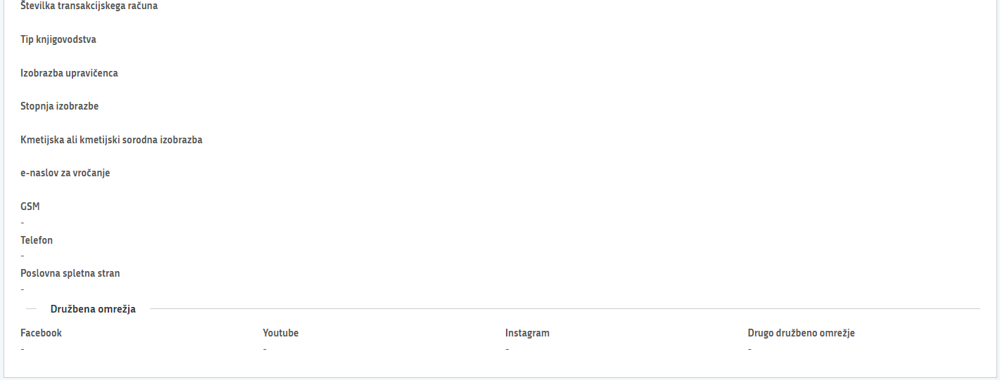 Številka transakcijskega računa
Tip knjigovodstva
Izobrazba upravičenca
Stopnja izobrazbe
Kmetijska ali kmetijski sorodna izobrazba
e-naslov za vročanje
GSM
-
Telefon
-
Poslovna spletna stran
-
Družbena omrežja
Facebook Youtube Instagram Drugo družbeno omrežje
- - - -